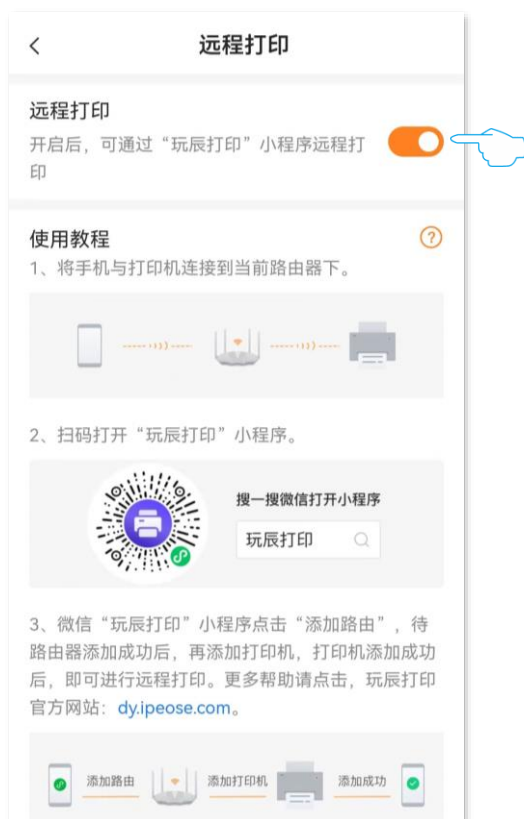 远程打印
远程打印
开启后，可通过“玩辰打印”小程序远程打
印
使用教程
1、将手机与打印机连接到当前路由器下。
2、扫码打开“玩辰打印”小程序。
搜一搜微信打开小程序
玩辰打印
3、微信“玩辰打印”小程序点击“添加路由”，待
路由器添加成功后，再添加打印机，打印机添加成功
后，即可进行远程打印。更多帮助请点击，玩辰打印
官方网站：dy.ipeose.com。
添加路由 添加打印机 添加成功